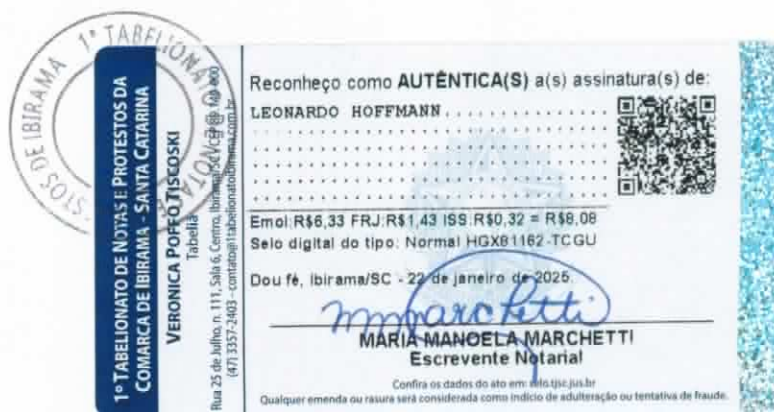 1º TABELIONATO
STOS DE IBIRAMA
1º TABELIONATO DE NOTAS E PROTESTOS DA
COMARCA DE IBIRAMA - SANTA CATARINA
VERONICA POFFO TISCOSKI
Tabeliã
Rua 25 de Julho, n. 111, Sala 6, Centro, Ibirama
(47) 3357-2403 - contato@1tabelionatoibirama.com.br
Reconheço como AUTÊNTICA(S) a(s) assinatura(s) de:
LEONARDO HOFFMANN
Emol:R$6,33 FRJ:R$1,43 ISS:R$0,32 = R$8,08
Selo digital do tipo: Normal HGX81162-TCGU
Dou fé, Ibirama/SC - 22 de janeiro de 2025.
mmarchetti
MARIA MANOELA MARCHETTI
Escrevente Notarial
Confira os dados do ato em: selo.tjsc.jus.br
Qualquer emenda ou rasura será considerada como indício de adulteração ou tentativa de fraude.